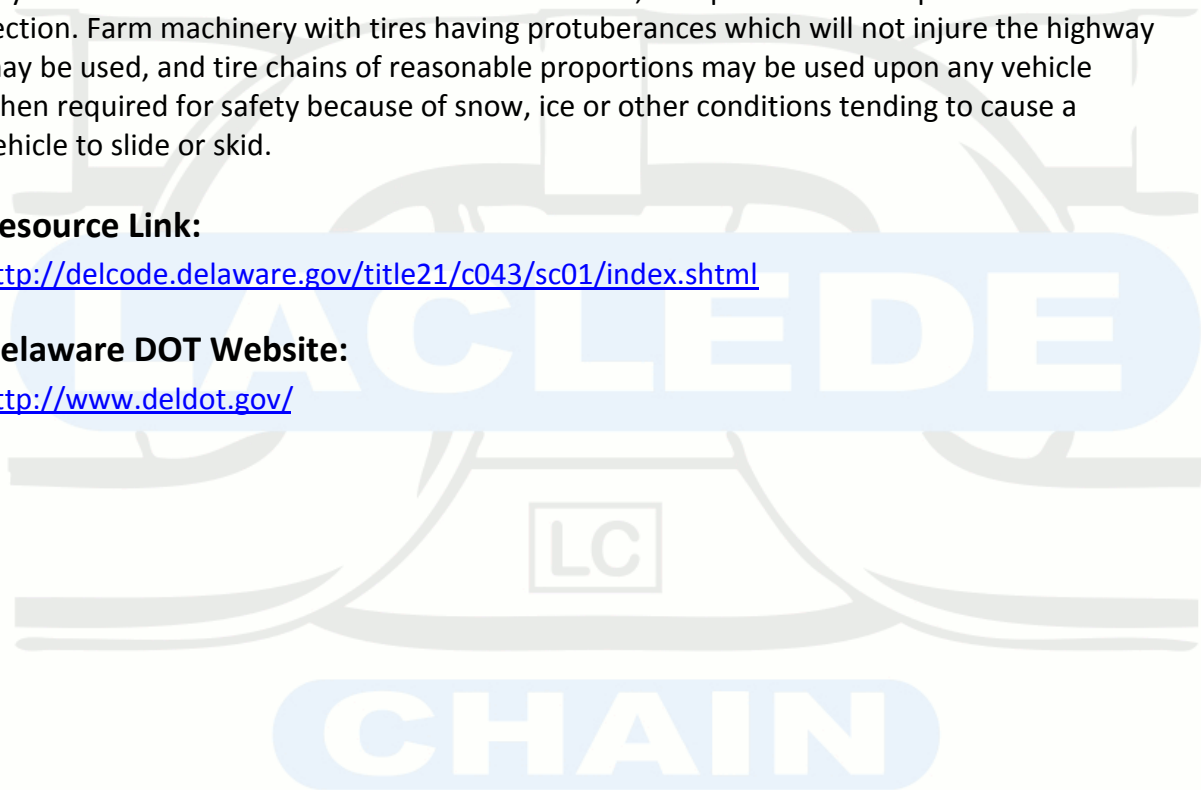 ection. Farm machinery with tires having protuberances which will not injure the highway
may be used, and tire chains of reasonable proportions may be used upon any vehicle
hen required for safety because of snow, ice or other conditions tending to cause a
ehicle to slide or skid.
esource Link:
ttp://delcode.delaware.gov/title21/c043/sc01/index.shtml
elaware DOT Website:
ttp://www.deldot.gov/
LACLEDE
LC
CHAIN